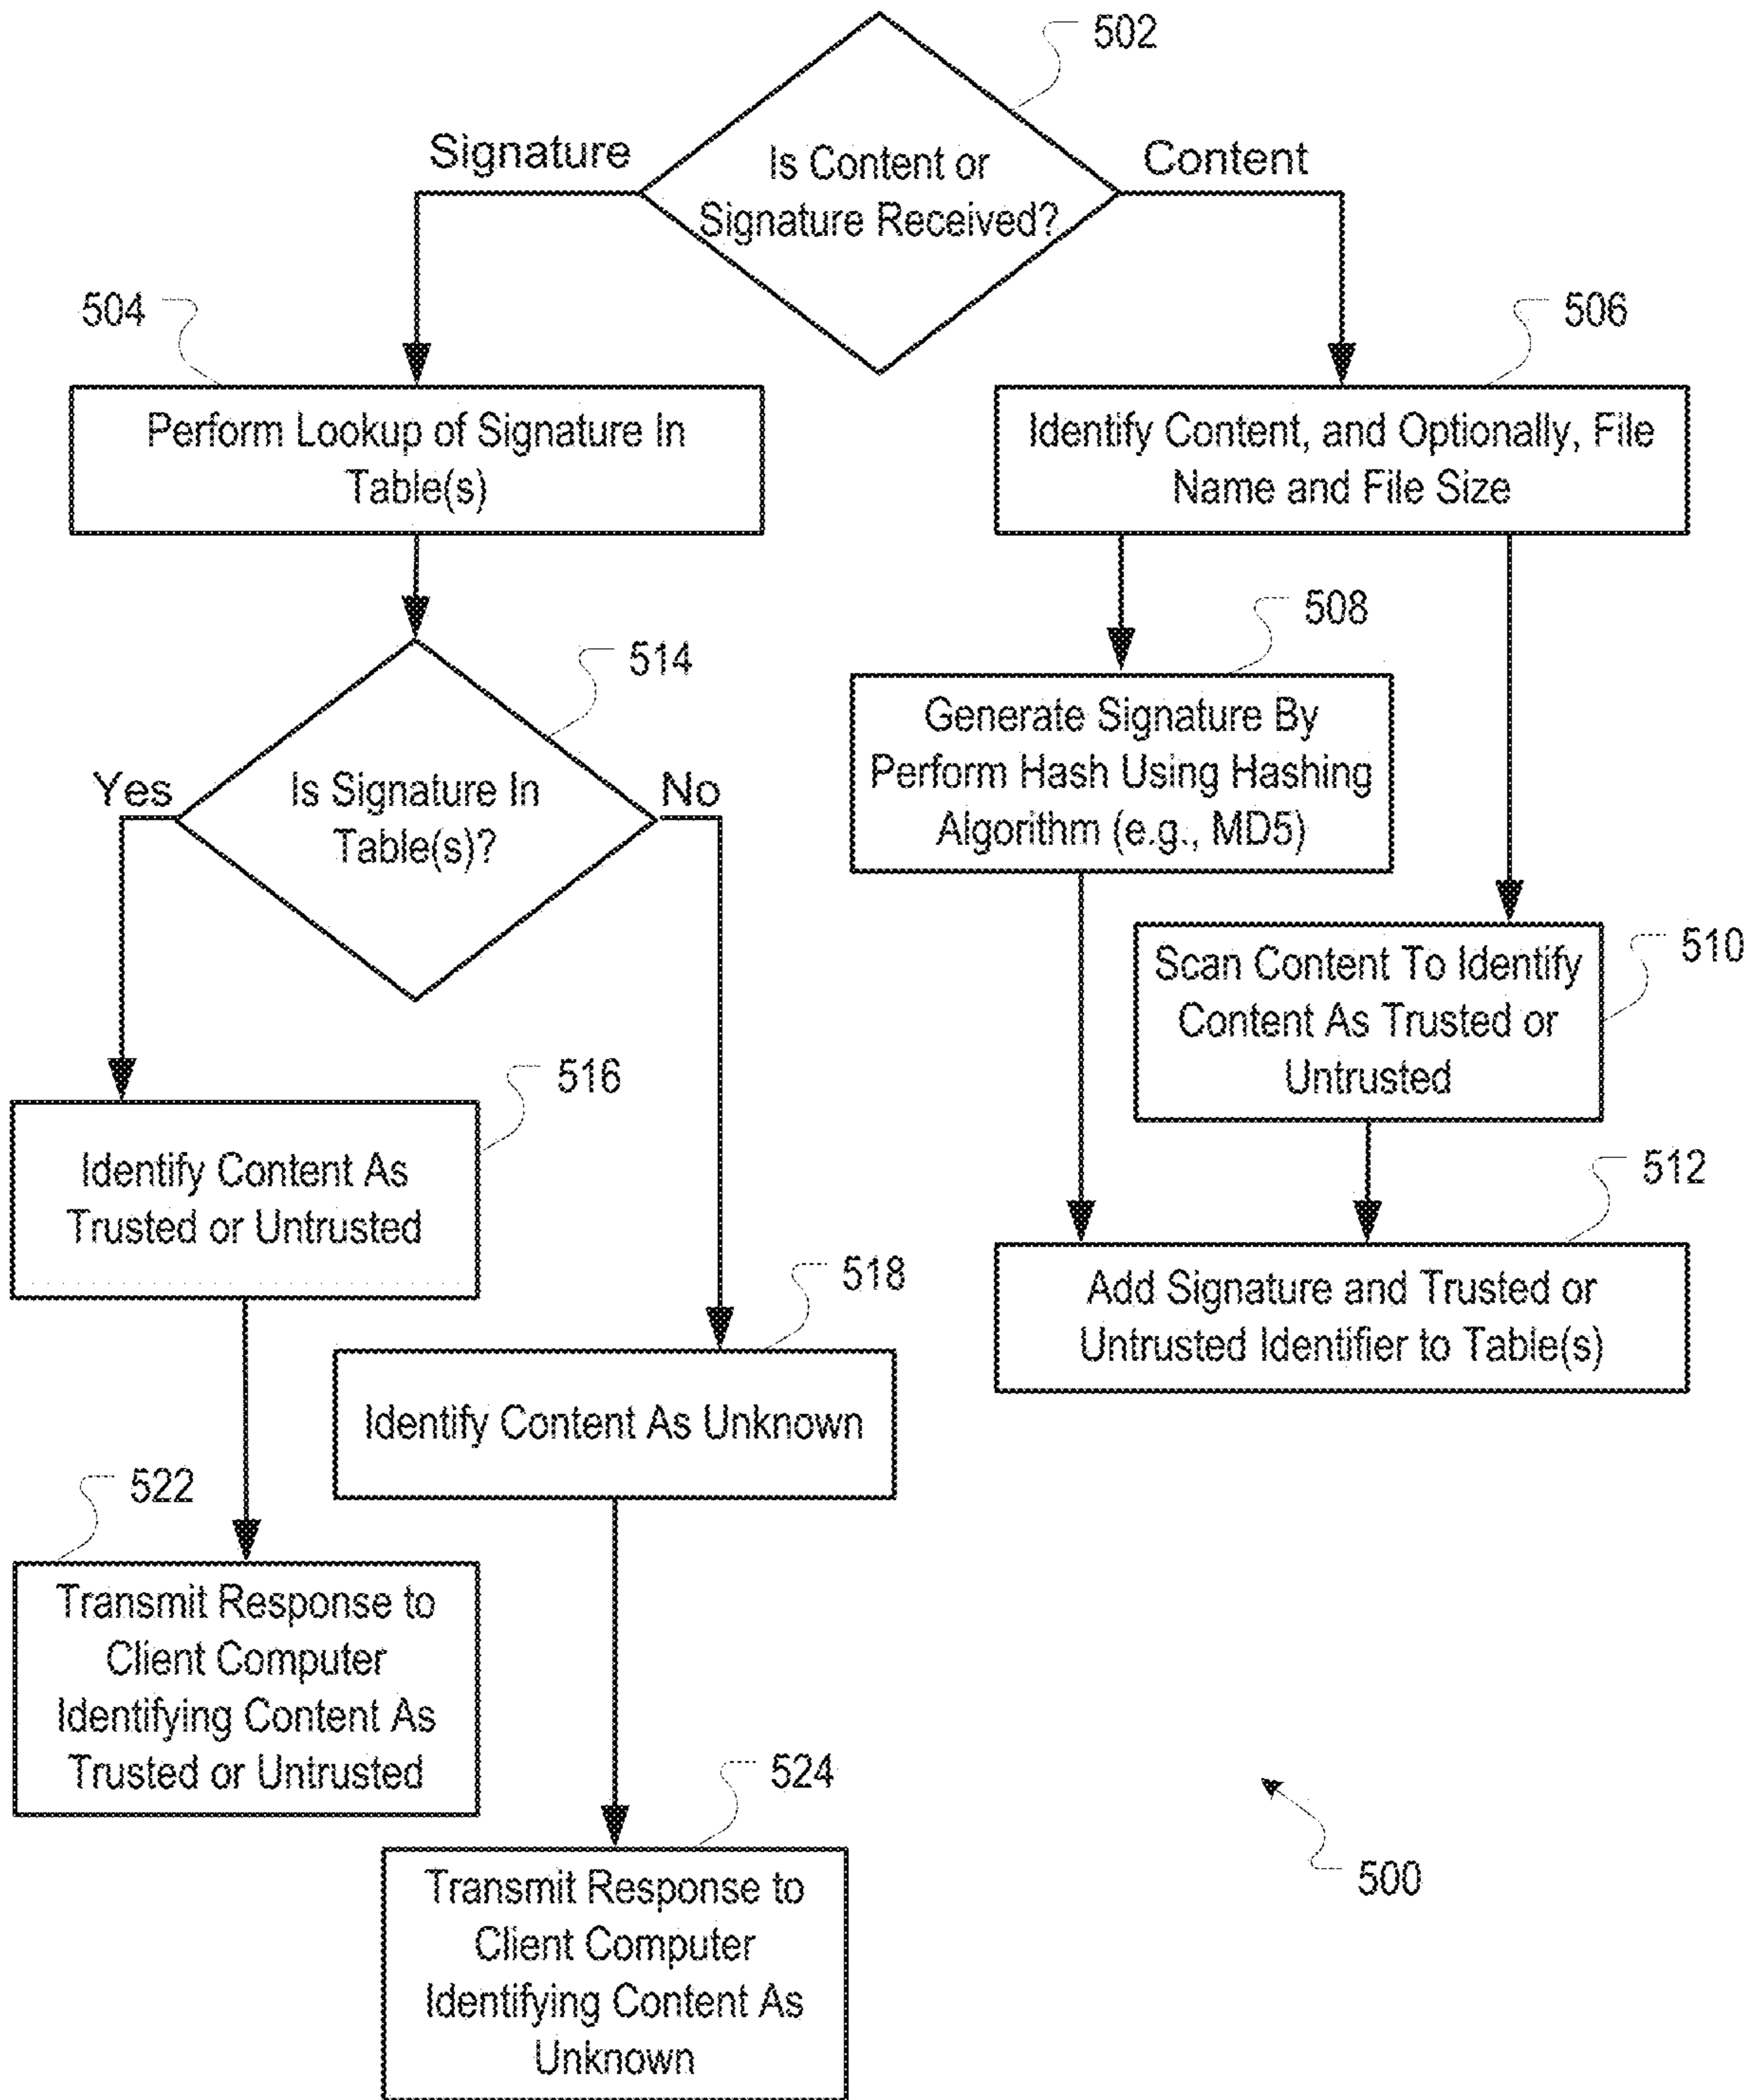 502
Signature
Is Content or
Signature Received?
Content
504
Perform Lookup of Signature In
Table(s)
506
Identify Content, and Optionally, File
Name and File Size
508
Generate Signature By
Perform Hash Using Hashing
Algorithm (e.g., MD5)
514
Yes
Is Signature In
Table(s)?
No
510
Scan Content To Identify
Content As Trusted or
Untrusted
516
Identify Content As
Trusted or Untrusted
512
Add Signature and Trusted or
Untrusted Identifier to Table(s)
518
Identify Content As Unknown
522
Transmit Response to
Client Computer
Identifying Content As
Trusted or Untrusted
524
Transmit Response to
Client Computer
Identifying Content As
Unknown
500